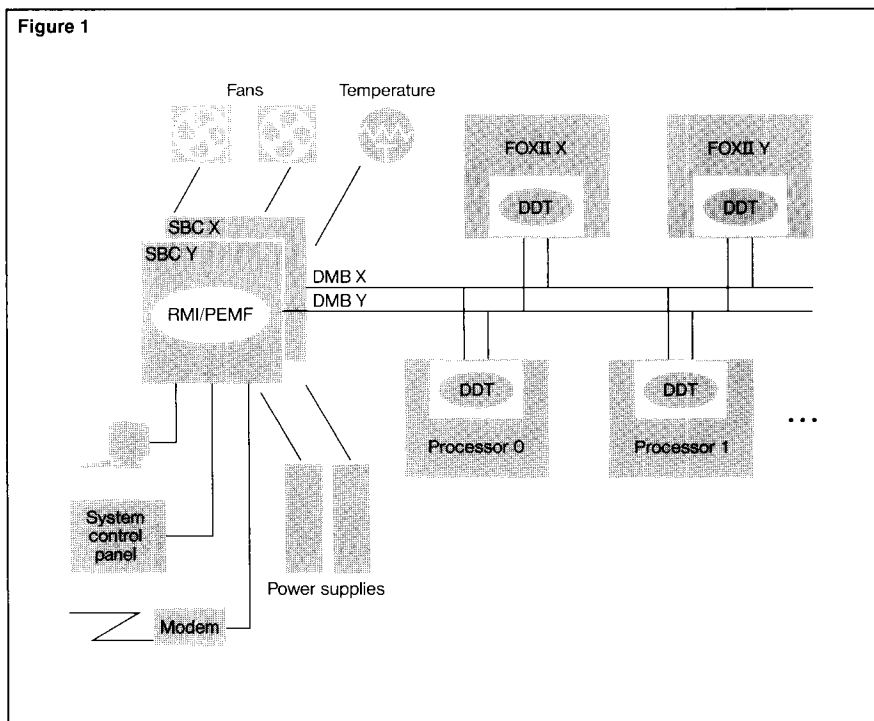 Figure 1
Fans
Temperature
FOXII X
FOXII Y
DDT
DDT
SBC X
SBC Y
DMB X
DMB Y
RMI/PEMF
DDT
DDT
Processor 0
Processor 1
...
System
control
panel
Power supplies
Modem